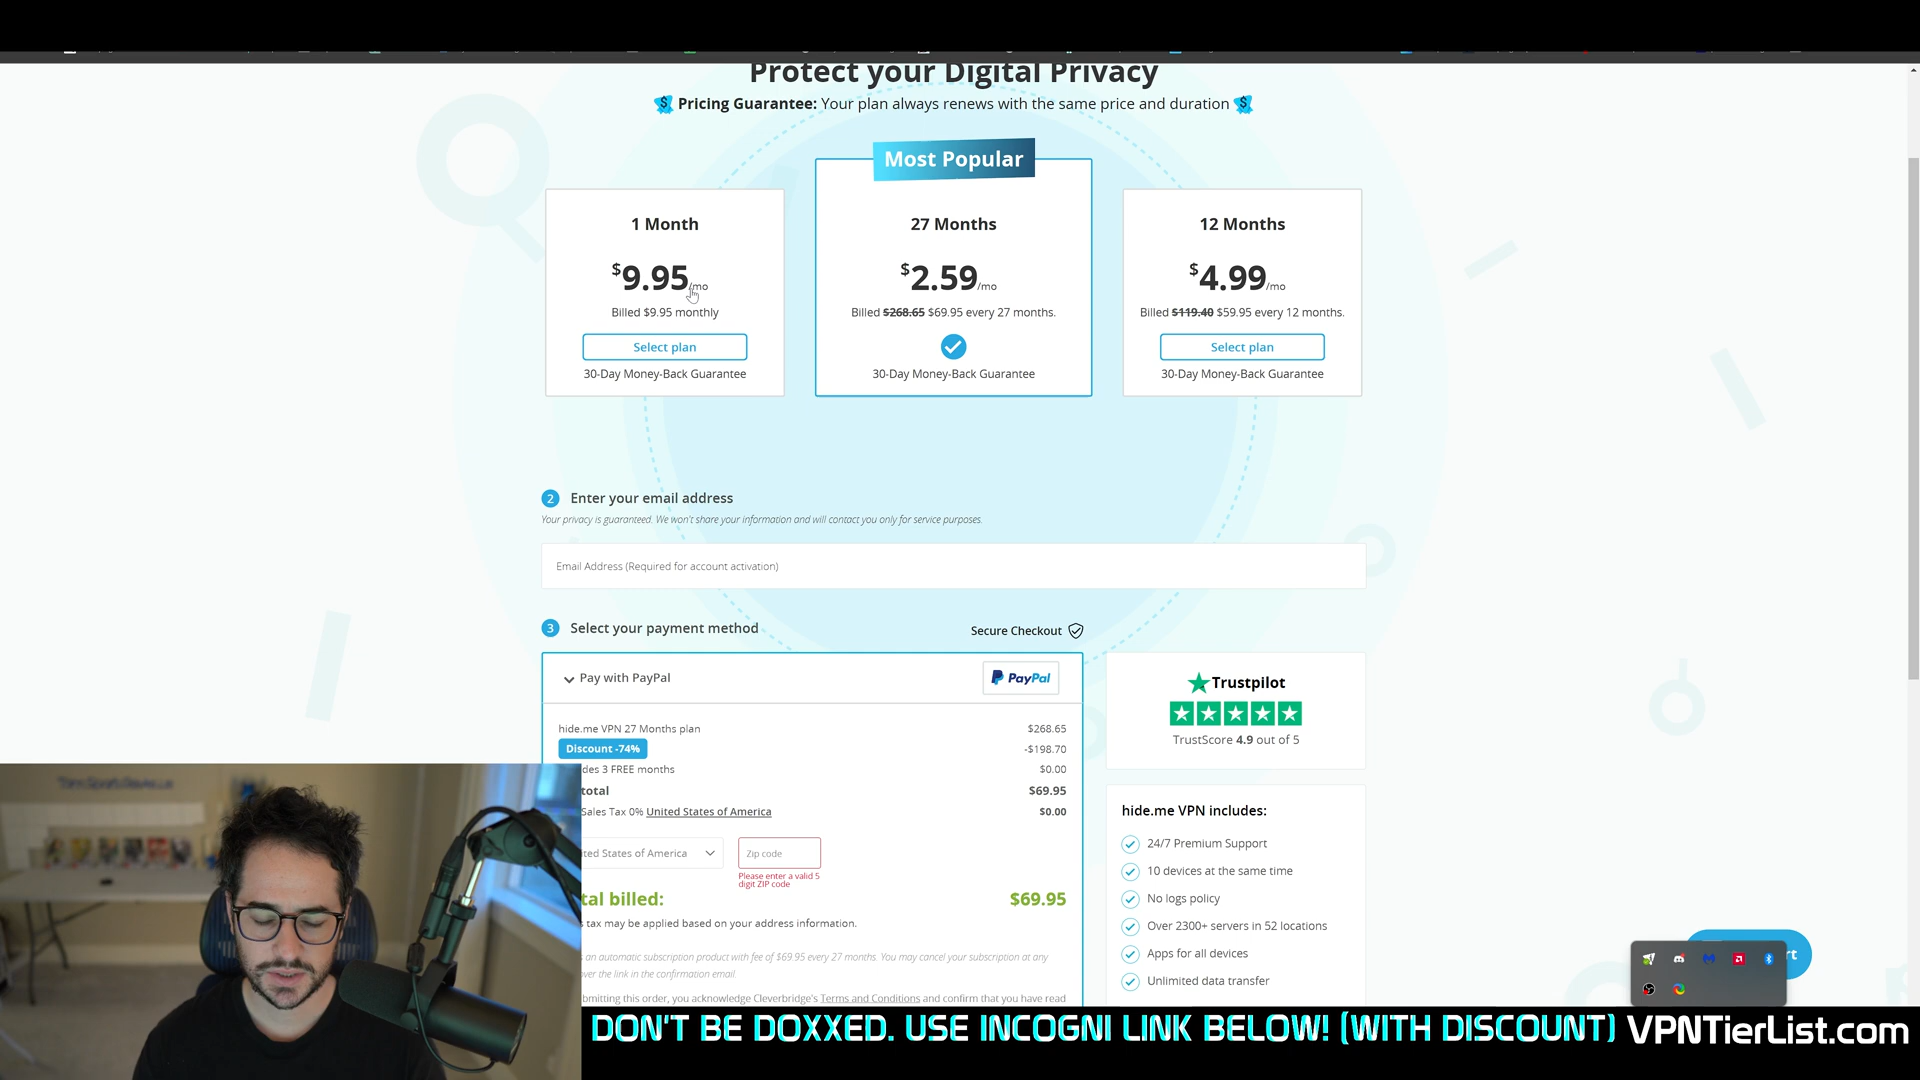 Protect your Digital Privacy
Pricing Guarantee: Your plan always renews with the same price and duration
Most Popular
1 Month
$9.95/mo
Billed $9.95 monthly
Select plan
30-Day Money-Back Guarantee
27 Months
$2.59/mo
Billed $268.65 $69.95 every 27 months.
30-Day Money-Back Guarantee
12 Months
$4.99/mo
Billed $119.40 $59.95 every 12 months.
Select plan
30-Day Money-Back Guarantee
2 Enter your email address
Your privacy is guaranteed. We won't share your information and will contact you only for service purposes.
Email Address (Required for account activation)
3 Select your payment method
Secure Checkout
Pay with PayPal
PayPal
hide.me VPN 27 Months plan $268.65
Discount -74% -$198.70
des 3 FREE months $0.00
total $69.95
Sales Tax 0% United States of America $0.00
ted States of America
Zip code
Please enter a valid 5
digit ZIP code
tal billed: $69.95
tax may be applied based on your address information.
an automatic subscription product with fee of $69.95 every 27 months. You may cancel your subscription at any
ver the link in the confirmation email.
bmitting this order, you acknowledge Cleverbridge's Terms and Conditions and confirm that you have read
Trustpilot
TrustScore 4.9 out of 5
hide.me VPN includes:
24/7 Premium Support
10 devices at the same time
No logs policy
Over 2300+ servers in 52 locations
Apps for all devices
Unlimited data transfer
rt
DON'T BE DOXXED. USE INCOGNI LINK BELOW! (WITH DISCOUNT) VPNTierList.com